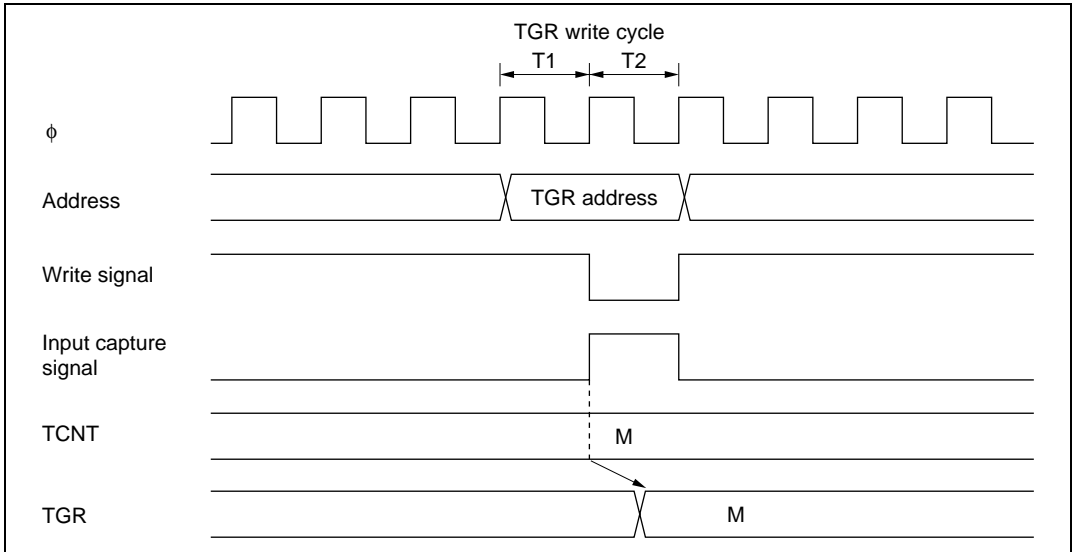 TGR write cycle
T1 T2
ϕ
Address
TGR address
Write signal
Input capture
signal
TCNT
M
TGR
M